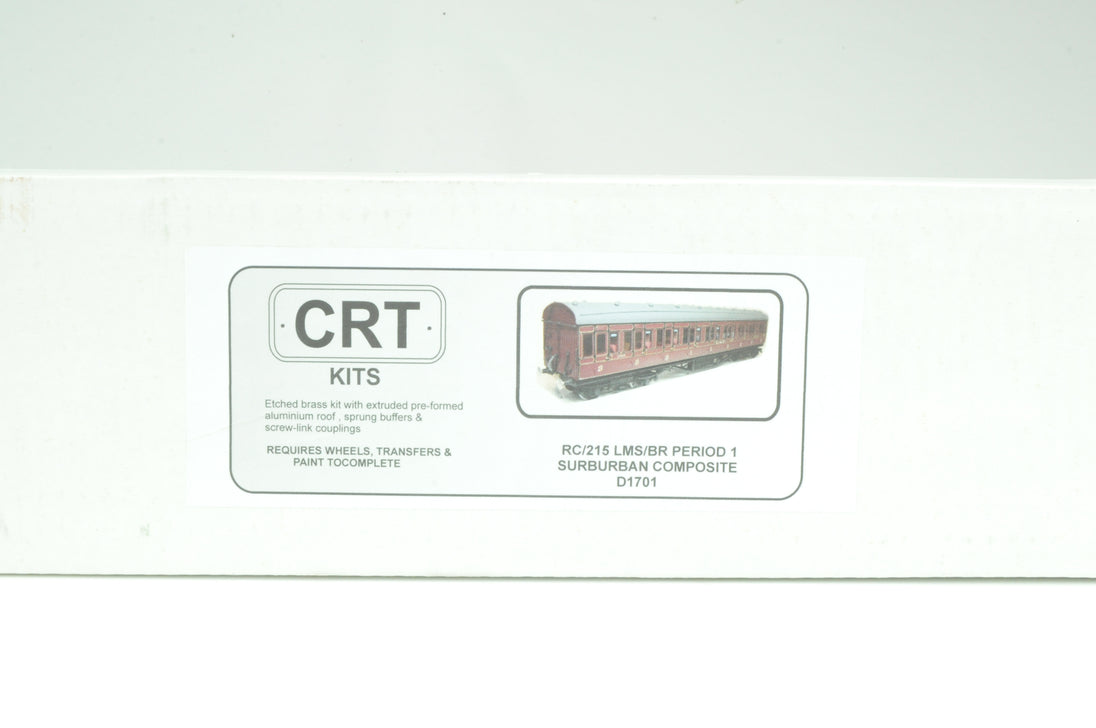 CRT
KITS
Etched brass kit with extruded pre-formed
aluminium roof , sprung buffers &
screw-link couplings
REQUIRES WHEELS, TRANSFERS &
PAINT TOCOMPLETE
RC/215 LMS/BR PERIOD 1
SURBURBAN COMPOSITE
D1701